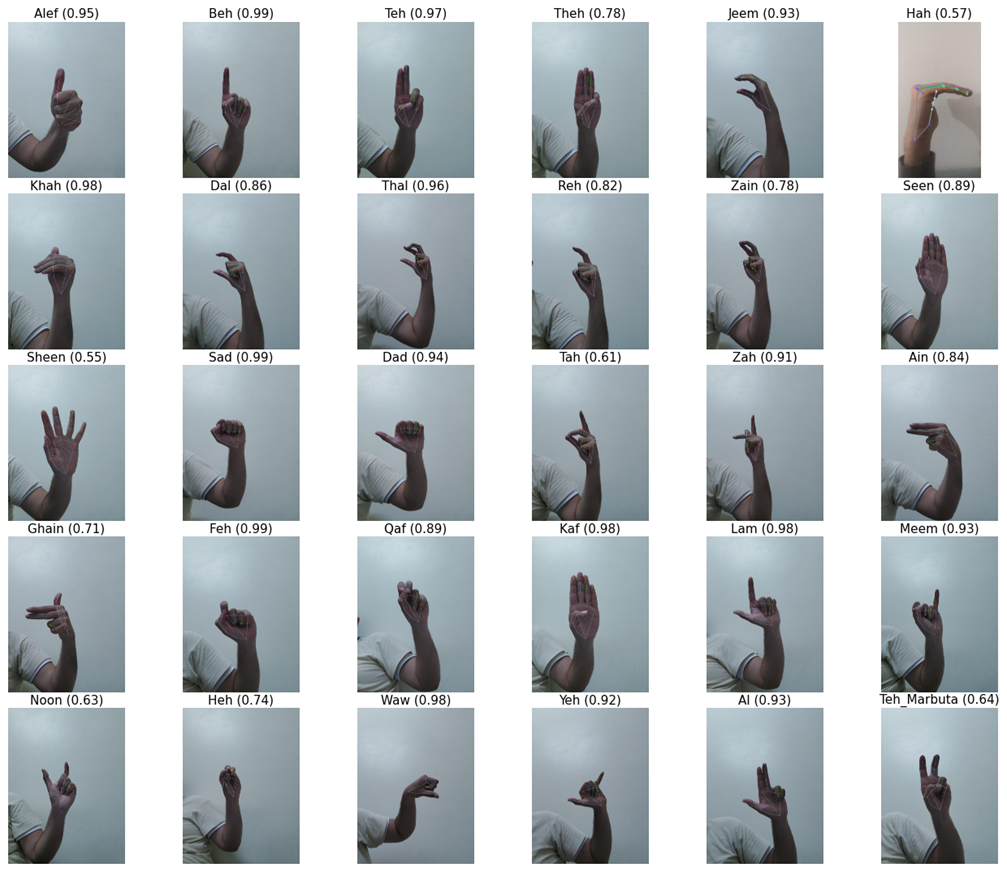 Alef (0.95) Beh (0.99) Teh (0.97) Theh (0.78) Jeem (0.93) Hah (0.57)
Khah (0.98) Dal (0.86) Thal (0.96) Reh (0.82) Zain (0.78) Seen (0.89)
Sheen (0.55) Sad (0.99) Dad (0.94) Tah (0.61) Zah (0.91) Ain (0.84)
Ghain (0.71) Feh (0.99) Qaf (0.89) Kaf (0.98) Lam (0.98) Meem (0.93)
Noon (0.63) Heh (0.74) Waw (0.98) Yeh (0.92) Al (0.93) Teh_Marbuta (0.64)